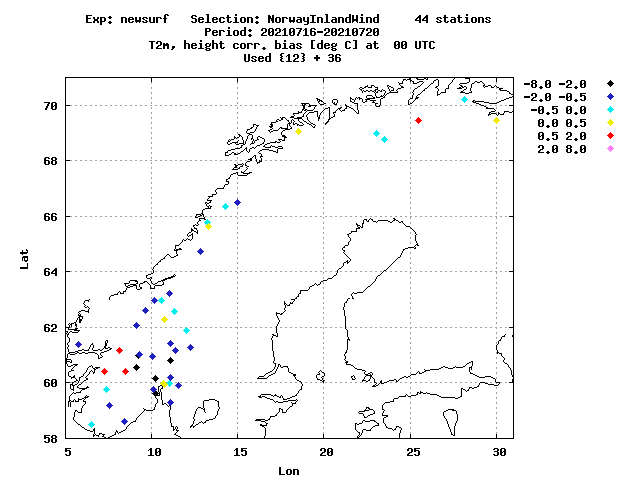 Exp: newsurf   Selection: NorwayInlandWind     44 stations
Period: 20210716-20210720
T2m, height corr. bias [deg C] at  00 UTC
Used {12} + 36
-8.0 -2.0
-2.0 -0.5
-0.5 0.0
0.0 0.5
0.5 2.0
2.0 8.0
70
68
66
64
62
60
58
Lat
5 10 15 20 25 30
Lon